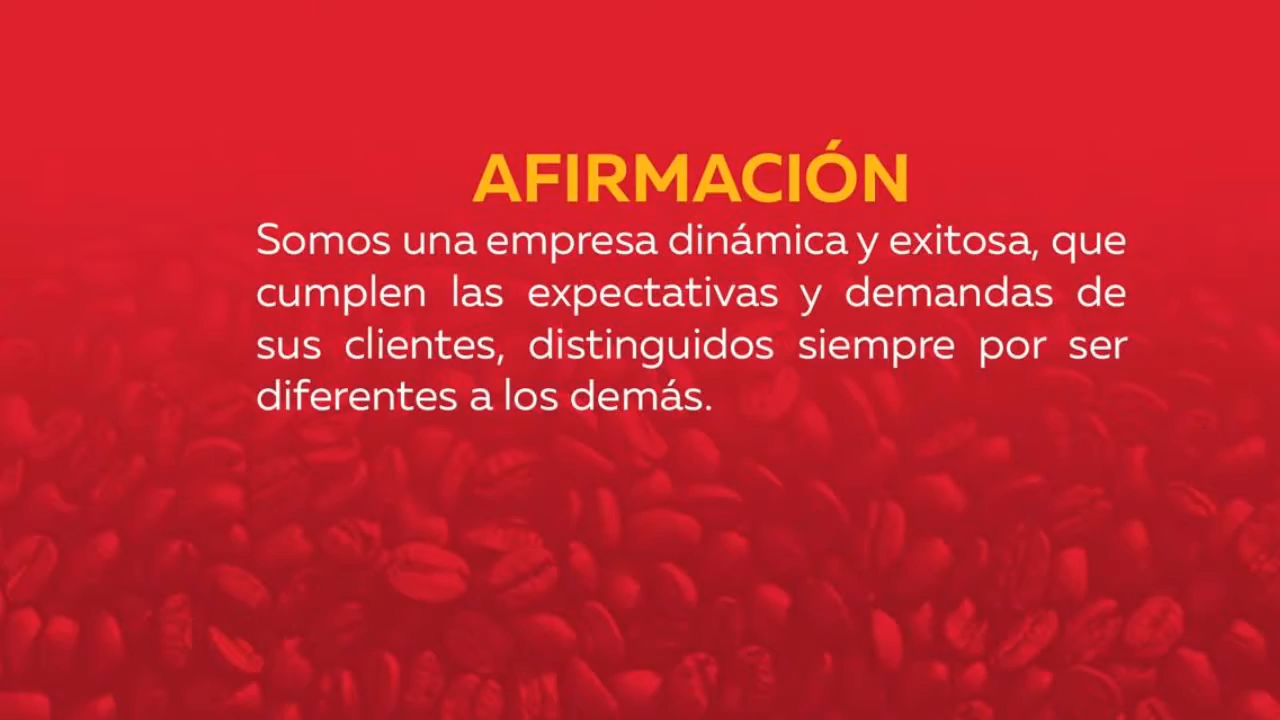 AFIRMACIÓN
Somos una empresa dinámica y exitosa, que
cumplen las expectativas y demandas de
sus clientes, distinguidos siempre por ser
diferentes a los demás.